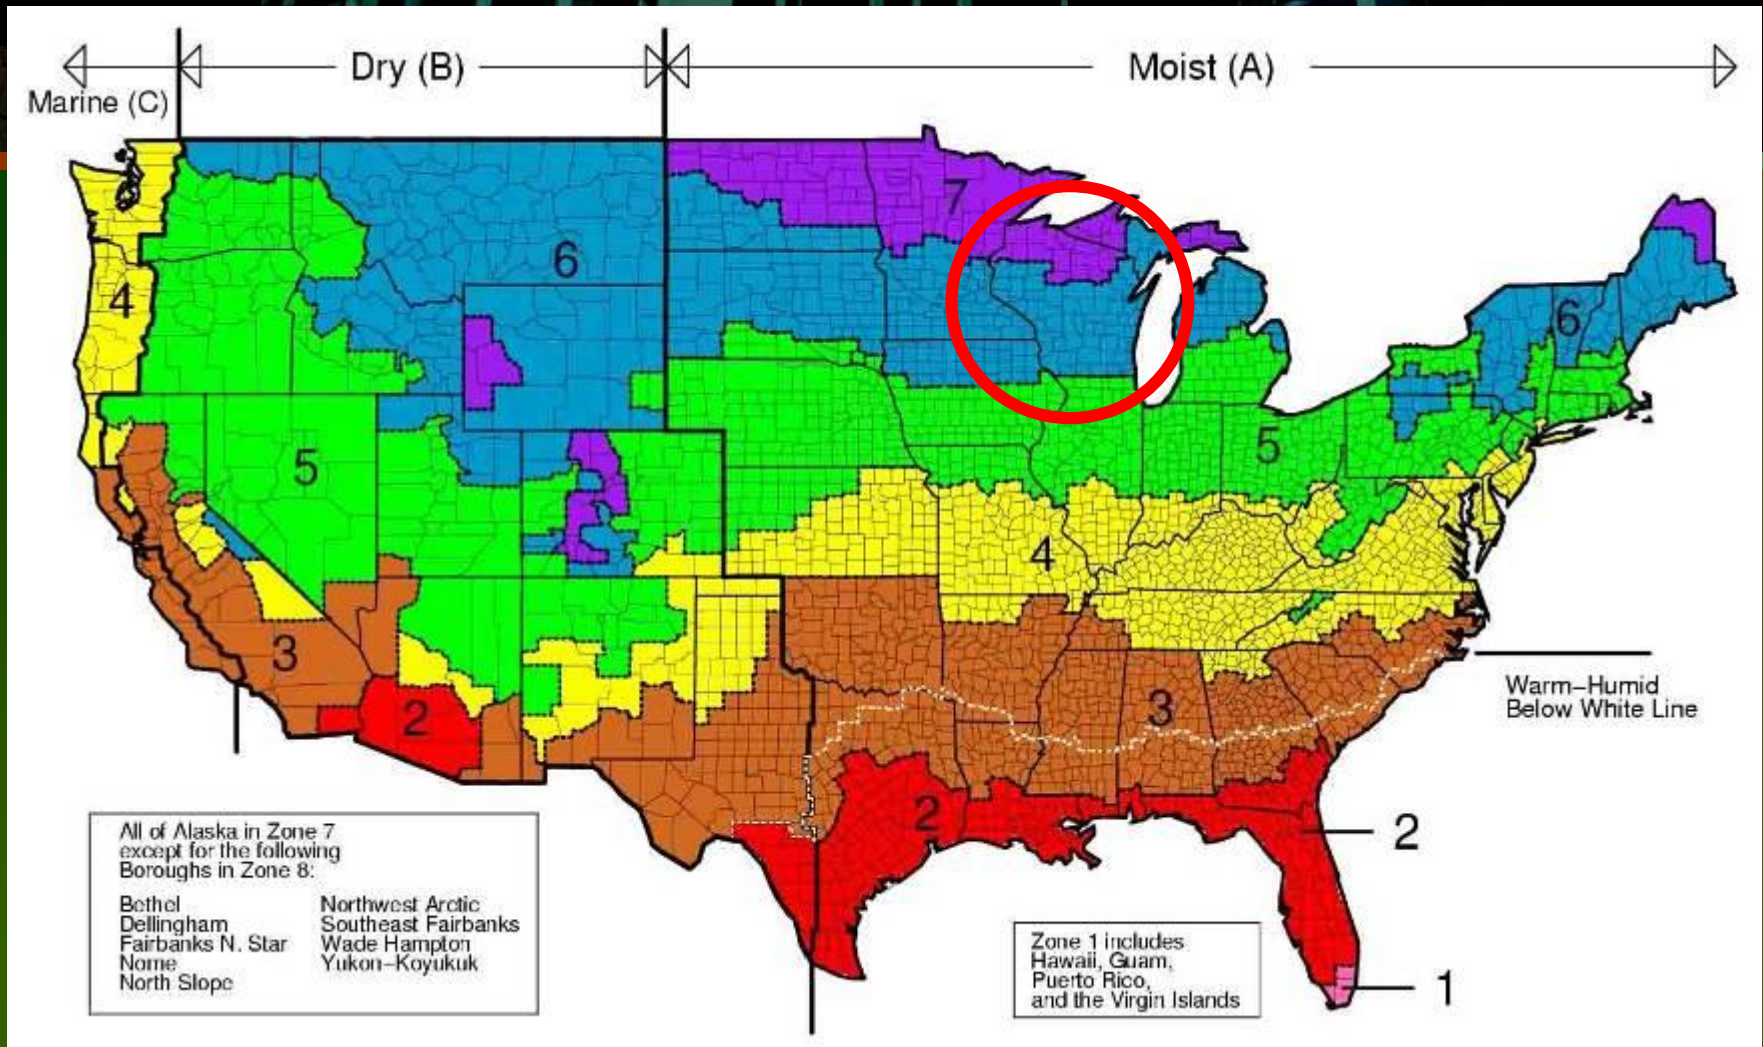 Dry (B)
Moist (A)
Marine (C)
7
6
4
6
5
5
4
3
3
2
2
Warm–Humid
Below White Line
2
1
All of Alaska in Zone 7
except for the following
Boroughs in Zone 8:
Bethel
Dellingham
Fairbanks N. Star
Nome
North Slope
Northwest Arctic
Southeast Fairbanks
Wade Hampton
Yukon–Koyukuk
Zone 1 includes
Hawaii, Guam,
Puerto Rico,
and the Virgin Islands